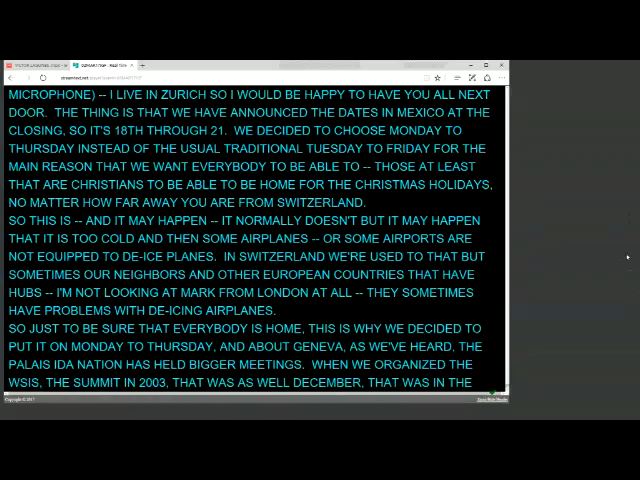 streamtext.net
MICROPHONE) -- I LIVE IN ZURICH SO I WOULD BE HAPPY TO HAVE YOU ALL NEXT
DOOR.  THE THING IS THAT WE HAVE ANNOUNCED THE DATES IN MEXICO AT THE
CLOSING, SO IT'S 18TH THROUGH 21.  WE DECIDED TO CHOOSE MONDAY TO
THURSDAY INSTEAD OF THE USUAL TRADITIONAL TUESDAY TO FRIDAY FOR THE
MAIN REASON THAT WE WANT EVERYBODY TO BE ABLE TO -- THOSE AT LEAST
THAT ARE CHRISTIANS TO BE ABLE TO BE HOME FOR THE CHRISTMAS HOLIDAYS,
NO MATTER HOW FAR AWAY YOU ARE FROM SWITZERLAND.
SO THIS IS -- AND IT MAY HAPPEN -- IT NORMALLY DOESN'T BUT IT MAY HAPPEN
THAT IT IS TOO COLD AND THEN SOME AIRPLANES -- OR SOME AIRPORTS ARE
NOT EQUIPPED TO DE-ICE PLANES.  IN SWITZERLAND WE'RE USED TO THAT BUT
SOMETIMES OUR NEIGHBORS AND OTHER EUROPEAN COUNTRIES THAT HAVE
HUBS -- I'M NOT LOOKING AT MARK FROM LONDON AT ALL -- THEY SOMETIMES
HAVE PROBLEMS WITH DE-ICING AIRPLANES.
SO JUST TO BE SURE THAT EVERYBODY IS HOME, THIS IS WHY WE DECIDED TO
PUT IT ON MONDAY TO THURSDAY, AND ABOUT GENEVA, AS WE'VE HEARD, THE
PALAIS IDA NATION HAS HELD BIGGER MEETINGS.  WHEN WE ORGANIZED THE
WSIS, THE SUMMIT IN 2003, THAT WAS AS WELL DECEMBER, THAT WAS IN THE
Copyright © 2017